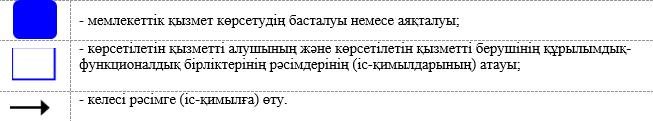 - мемлекеттік қызмет көрсетудің басталуы немесе аяқталуы;
- көрсетілетін қызметті алушының және көрсетілетін қызметті берушінің құрылымдық-
функционалдық бірліктерінің рәсімдерінің (іс-қимылдарының) атауы;
- келесі рәсімге (іс-қимылға) өту.